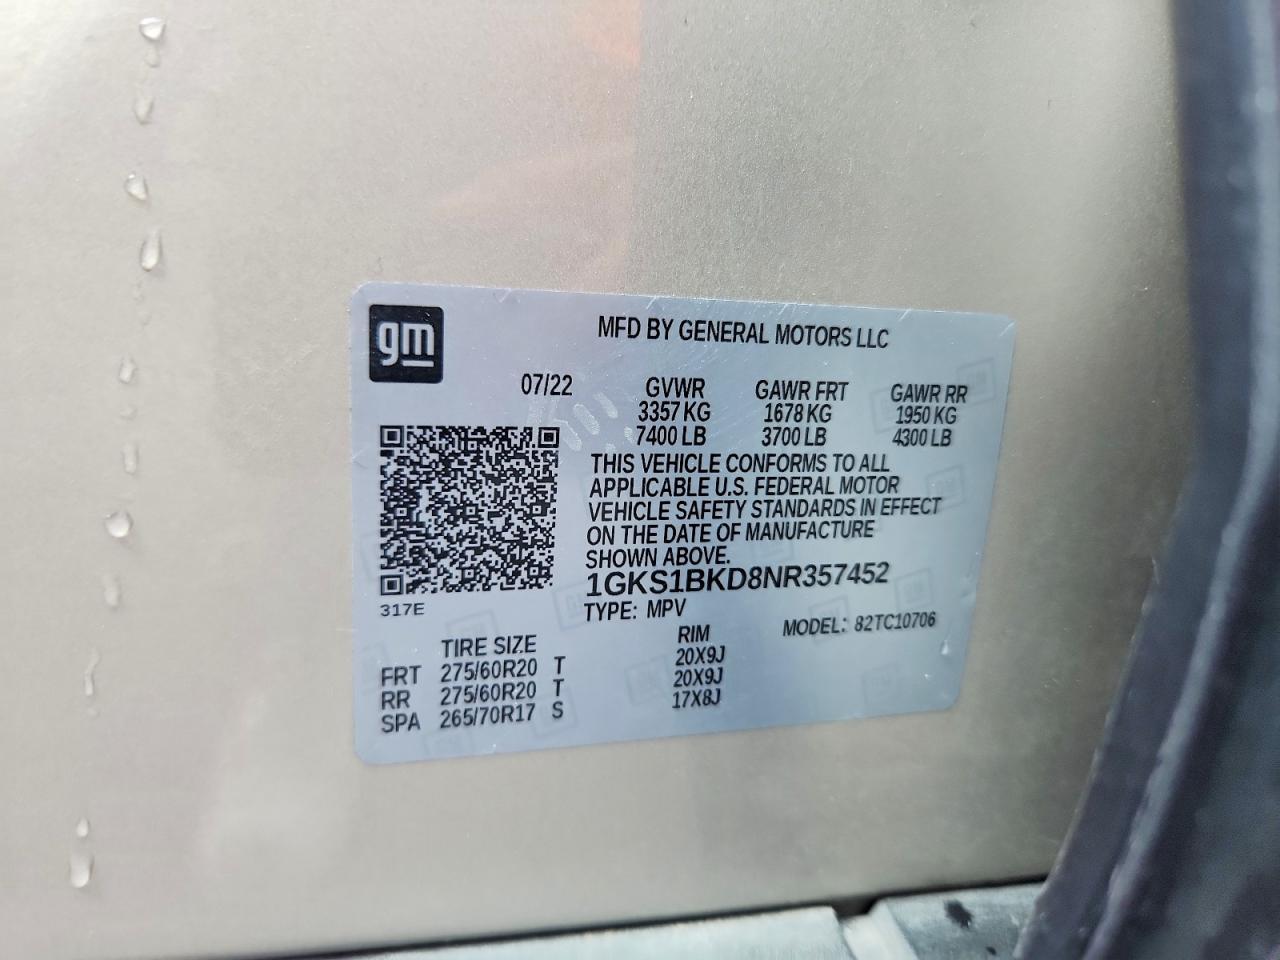 gm
MFD BY GENERAL MOTORS LLC
07/22 GVWR GAWR FRT GAWR RR
3357 KG 1678 KG 1950 KG
7400 LB 3700 LB 4300 LB
THIS VEHICLE CONFORMS TO ALL
APPLICABLE U.S. FEDERAL MOTOR
VEHICLE SAFETY STANDARDS IN EFFECT
ON THE DATE OF MANUFACTURE
SHOWN ABOVE.
1GKS1BKD8NR357452
317E
TYPE: MPV MODEL: 82TC10706
TIRE SIZE RIM
FRT 275/60R20 T 20X9J
RR 275/60R20 T 20X9J
SPA 265/70R17 S 17X8J